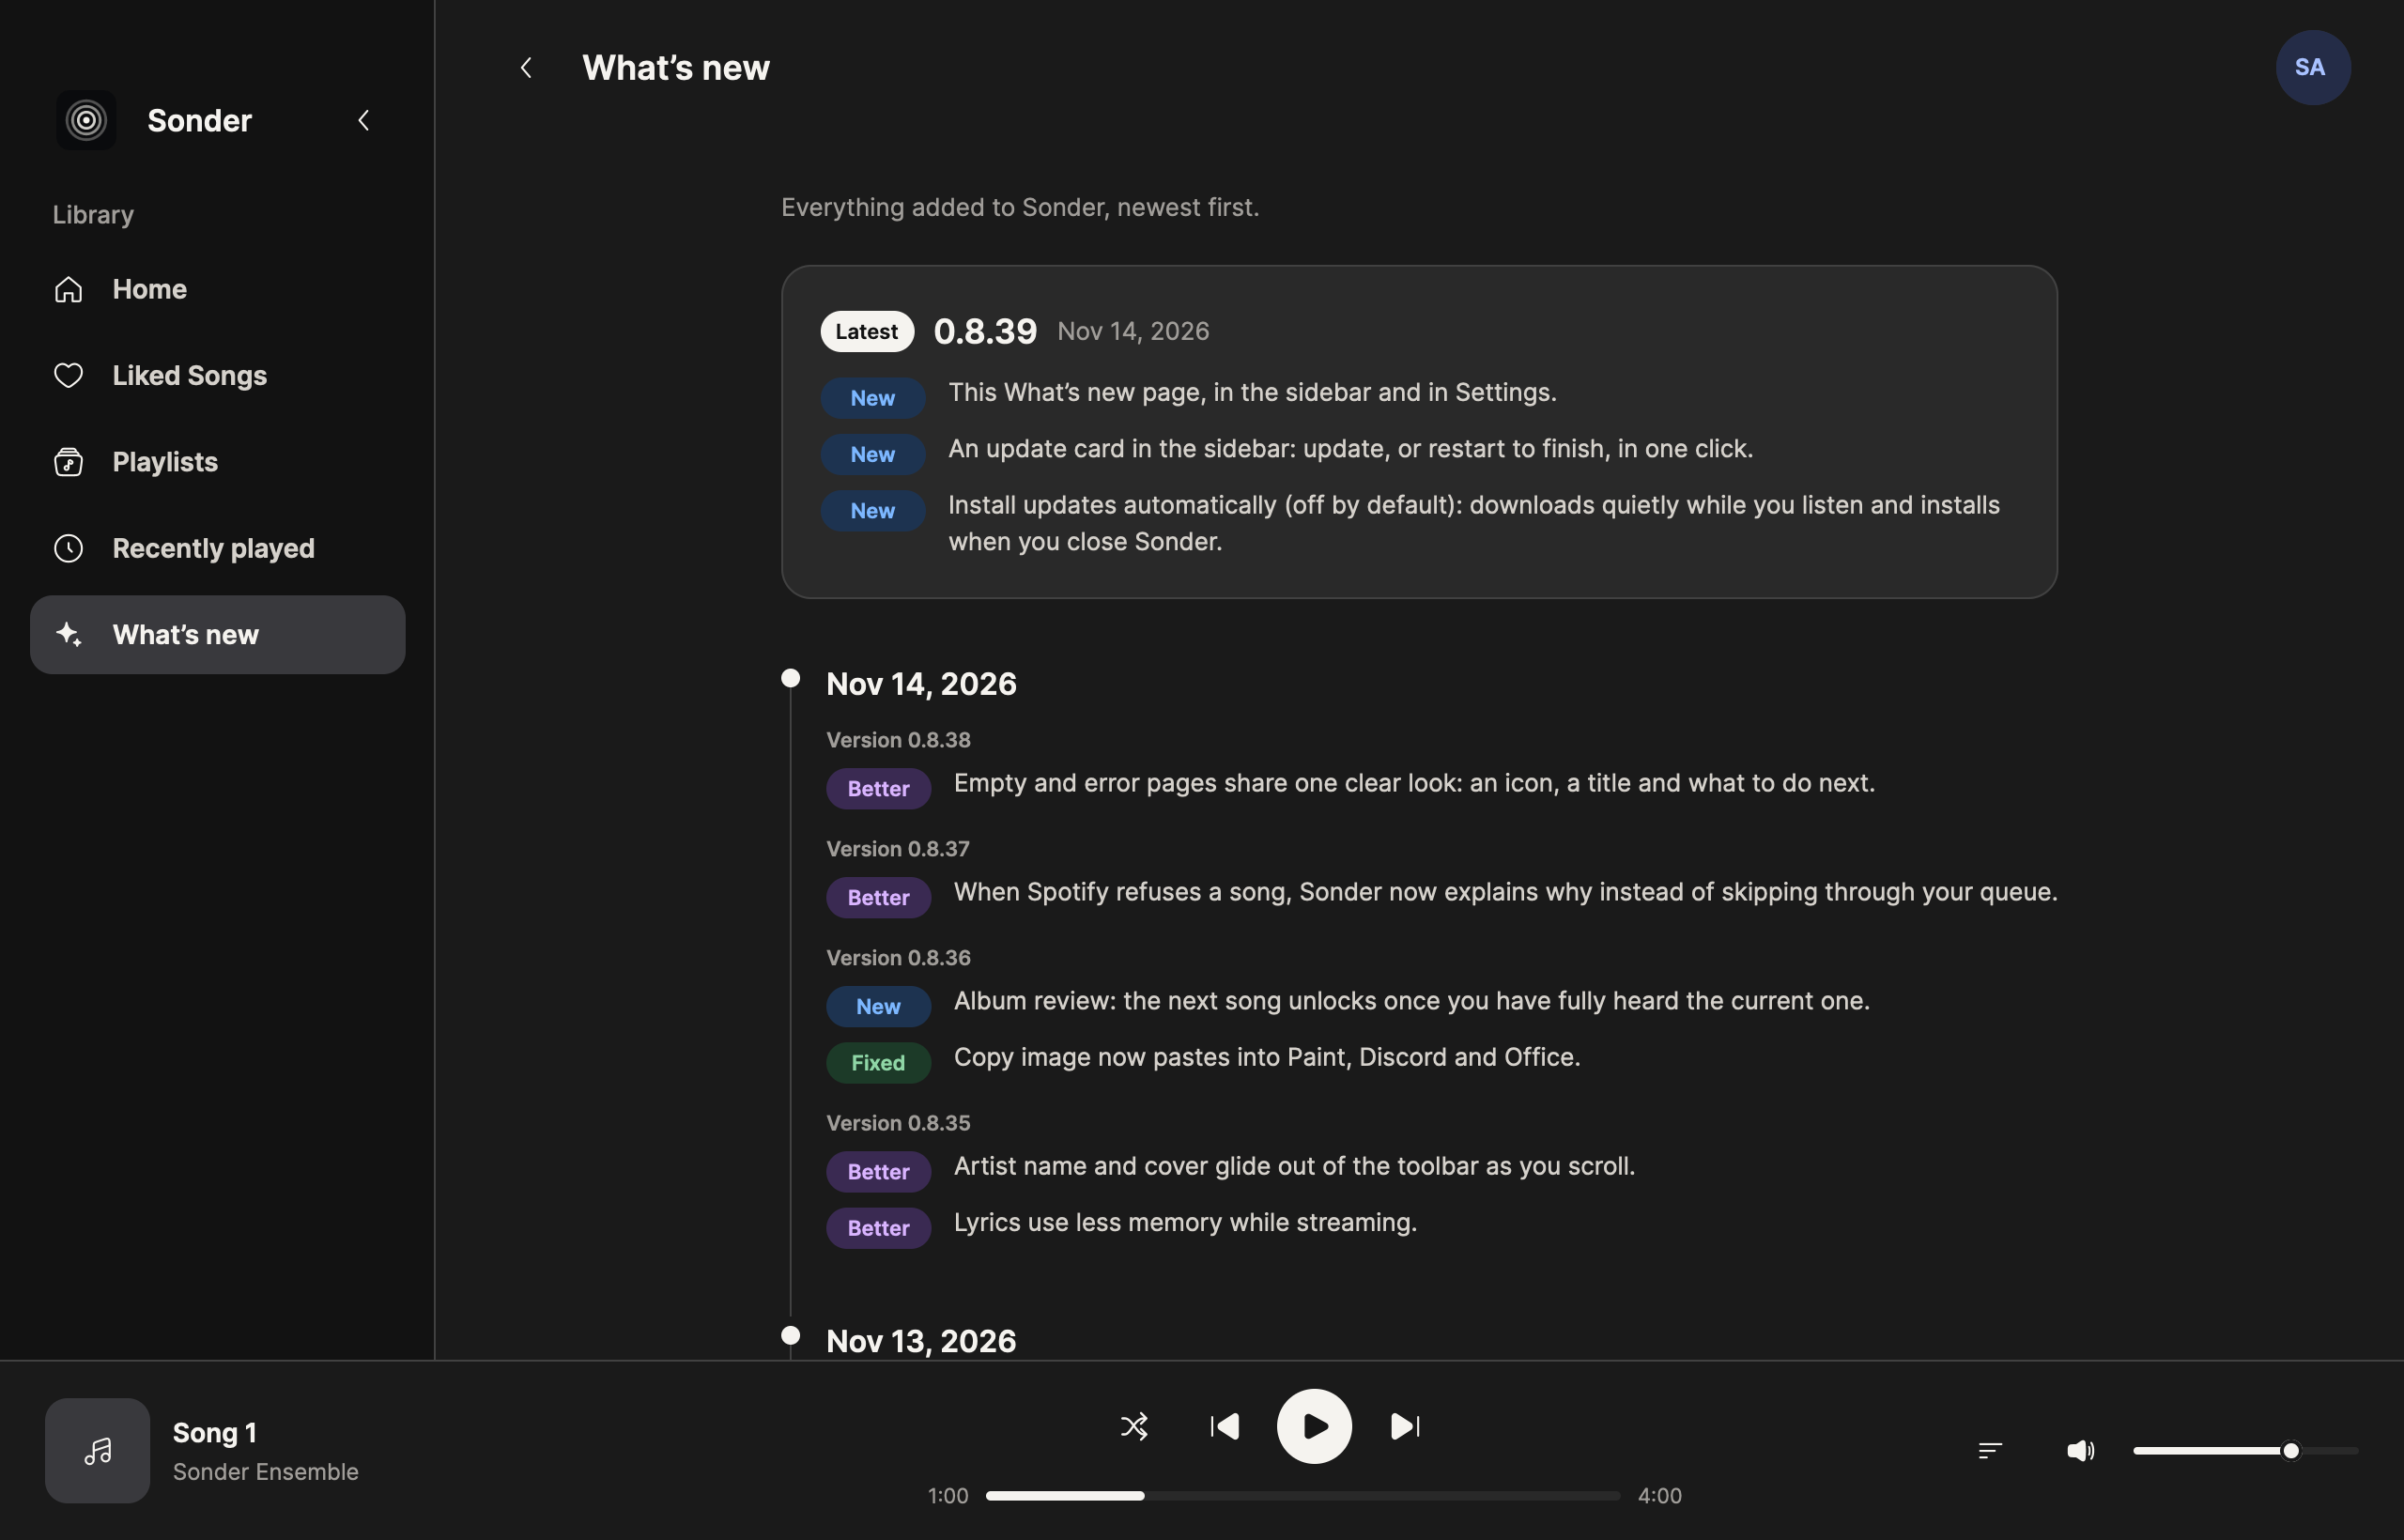 Sonder
Library
Home
Liked Songs
Playlists
Recently played
What’s new
What’s new
SA
Everything added to Sonder, newest first.
Latest 0.8.39 Nov 14, 2026
New This What’s new page, in the sidebar and in Settings.
New An update card in the sidebar: update, or restart to finish, in one click.
New Install updates automatically (off by default): downloads quietly while you listen and installs
when you close Sonder.
Nov 14, 2026
Version 0.8.38
Better Empty and error pages share one clear look: an icon, a title and what to do next.
Version 0.8.37
Better When Spotify refuses a song, Sonder now explains why instead of skipping through your queue.
Version 0.8.36
New Album review: the next song unlocks once you have fully heard the current one.
Fixed Copy image now pastes into Paint, Discord and Office.
Version 0.8.35
Better Artist name and cover glide out of the toolbar as you scroll.
Better Lyrics use less memory while streaming.
Nov 13, 2026
Song 1
Sonder Ensemble
1:00 4:00